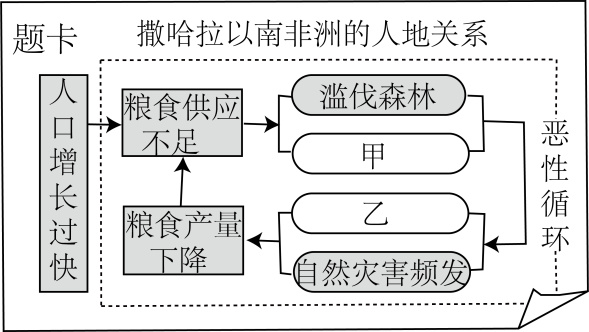 题卡
撒哈拉以南非洲的人地关系
人口增长过快
粮食供应
不足
滥伐森林
甲
乙
自然灾害频发
粮食产量
下降
恶性循环